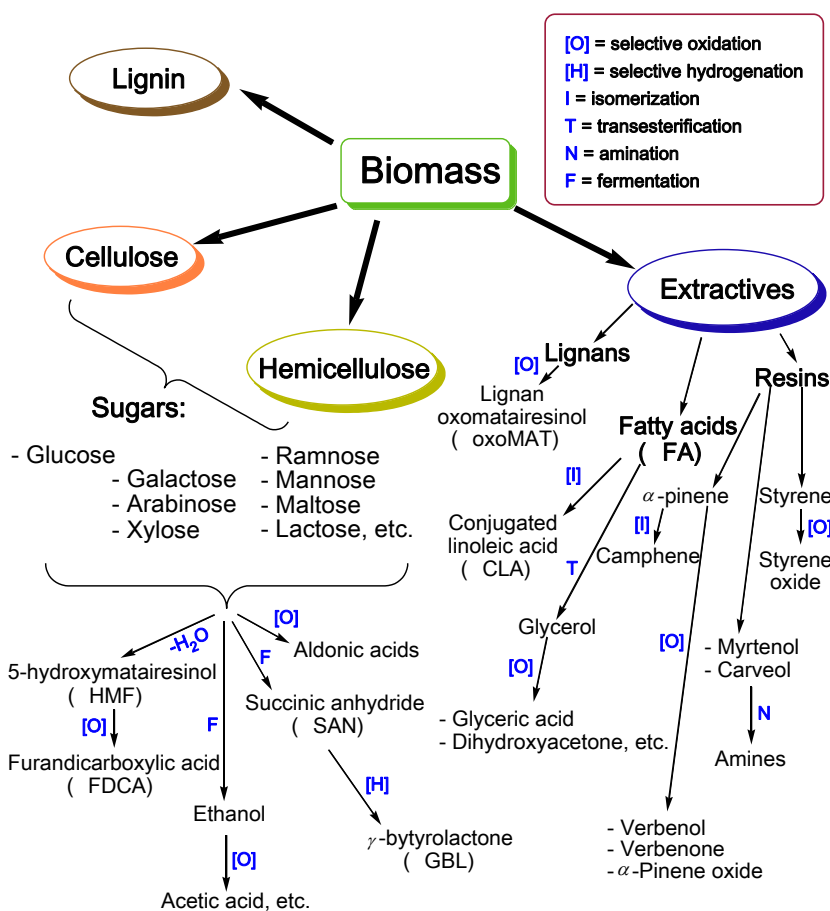 [O] = selective oxidation
[H] = selective hydrogenation
I = isomerization
T = transesterification
N = amination
F = fermentation
Lignin
Biomass
Cellulose
Extractives
Hemicellulose
Sugars:
- Glucose
- Galactose
- Arabinose
- Xylose
- Ramnose
- Mannose
- Maltose
- Lactose, etc.
-H₂O
5-hydroxymatairesinol
( HMF)
[O]
Furandicarboxylic acid
( FDCA)
F
Ethanol
[O]
Acetic acid, etc.
F
Succinic anhydride
( SAN)
[H]
γ-bytyrolactone
( GBL)
[O]
Aldonic acids
Lignans
[O]
Lignan
oxomatairesinol
( oxoMAT)
Fatty acids
( FA)
[I]
Conjugated
linoleic acid
( CLA)
T
Glycerol
[O]
- Glyceric acid
- Dihydroxyacetone, etc.
Resins
α-pinene
[I]
Camphene
[O]
- Verbenol
- Verbenone
-α-Pinene oxide
- Myrtenol
- Carveol
N
Amines
Styrene
[O]
Styrene
oxide